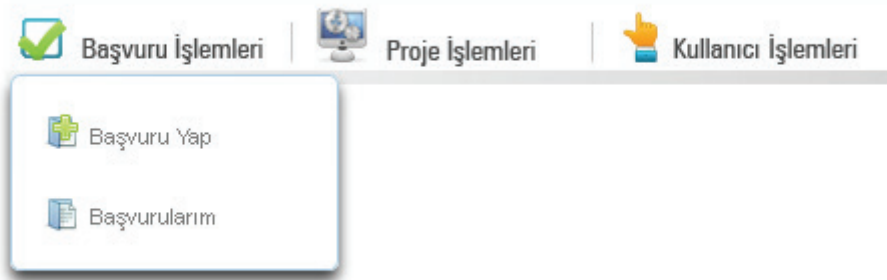 Başvuru İşlemleri
Proje İşlemleri
Kullanıcı İşlemleri
Başvuru Yap
Başvurularım